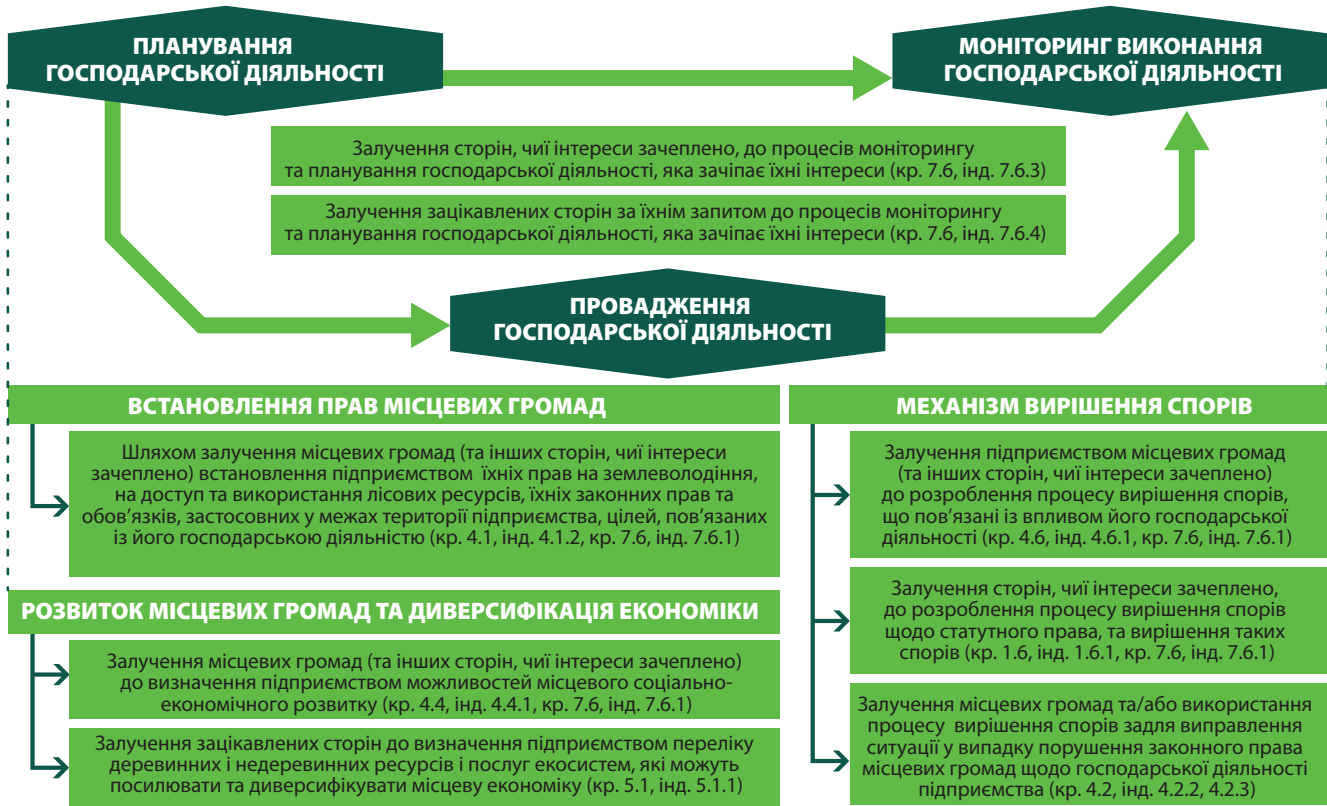 ПЛАНУВАННЯ
ГОСПОДАРСЬКОЇ ДІЯЛЬНОСТІ
МОНІТОРИНГ ВИКОНАННЯ
ГОСПОДАРСЬКОЇ ДІЯЛЬНОСТІ
Залучення сторін, чиї інтереси зачеплено, до процесів моніторингу
та планування господарської діяльності, яка зачіпає їхні інтереси (кр. 7.6, інд. 7.6.3)
Залучення зацікавлених сторін за їхнім запитом до процесів моніторингу
та планування господарської діяльності, яка зачіпає їхні інтереси (кр. 7.6, інд. 7.6.4)
ПРОВАДЖЕННЯ
ГОСПОДАРСЬКОЇ ДІЯЛЬНОСТІ
ВСТАНОВЛЕННЯ ПРАВ МІСЦЕВИХ ГРОМАД
Шляхом залучення місцевих громад (та інших сторін, чиї інтереси
зачеплено) встановлення підприємством їхніх прав на землеволодіння,
на доступ та використання лісових ресурсів, їхніх законних прав та
обов’язків, застосовних у межах території підприємства, цілей, пов’язаних
із його господарською діяльністю (кр. 4.1, інд. 4.1.2, кр. 7.6, інд. 7.6.1)
РОЗВИТОК МІСЦЕВИХ ГРОМАД ТА ДИВЕРСИФІКАЦІЯ ЕКОНОМІКИ
Залучення місцевих громад (та інших сторін, чиї інтереси зачеплено)
до визначення підприємством можливостей місцевого соціально-
економічного розвитку (кр. 4.4, інд. 4.4.1, кр. 7.6, інд. 7.6.1)
Залучення зацікавлених сторін до визначення підприємством переліку
деревинних і недеревинних ресурсів і послуг екосистем, які можуть
посилювати та диверсифікувати місцеву економіку (кр. 5.1, інд. 5.1.1)
МЕХАНІЗМ ВИРІШЕННЯ СПОРІВ
Залучення підприємством місцевих громад
(та інших сторін, чиї інтереси зачеплено)
до розроблення процесу вирішення спорів,
що пов’язані із впливом його господарської
діяльності (кр. 4.6, інд. 4.6.1, кр. 7.6, інд. 7.6.1)
Залучення сторін, чиї інтереси зачеплено,
до розроблення процесу вирішення спорів
щодо статутного права, та вирішення таких
спорів (кр. 1.6, інд. 1.6.1, кр. 7.6, інд. 7.6.1)
Залучення місцевих громад та/або використання
процесу вирішення спорів задля виправлення
ситуації у випадку порушення законного права
місцевих громад щодо господарської діяльності
підприємства (кр. 4.2, інд. 4.2.2, 4.2.3)